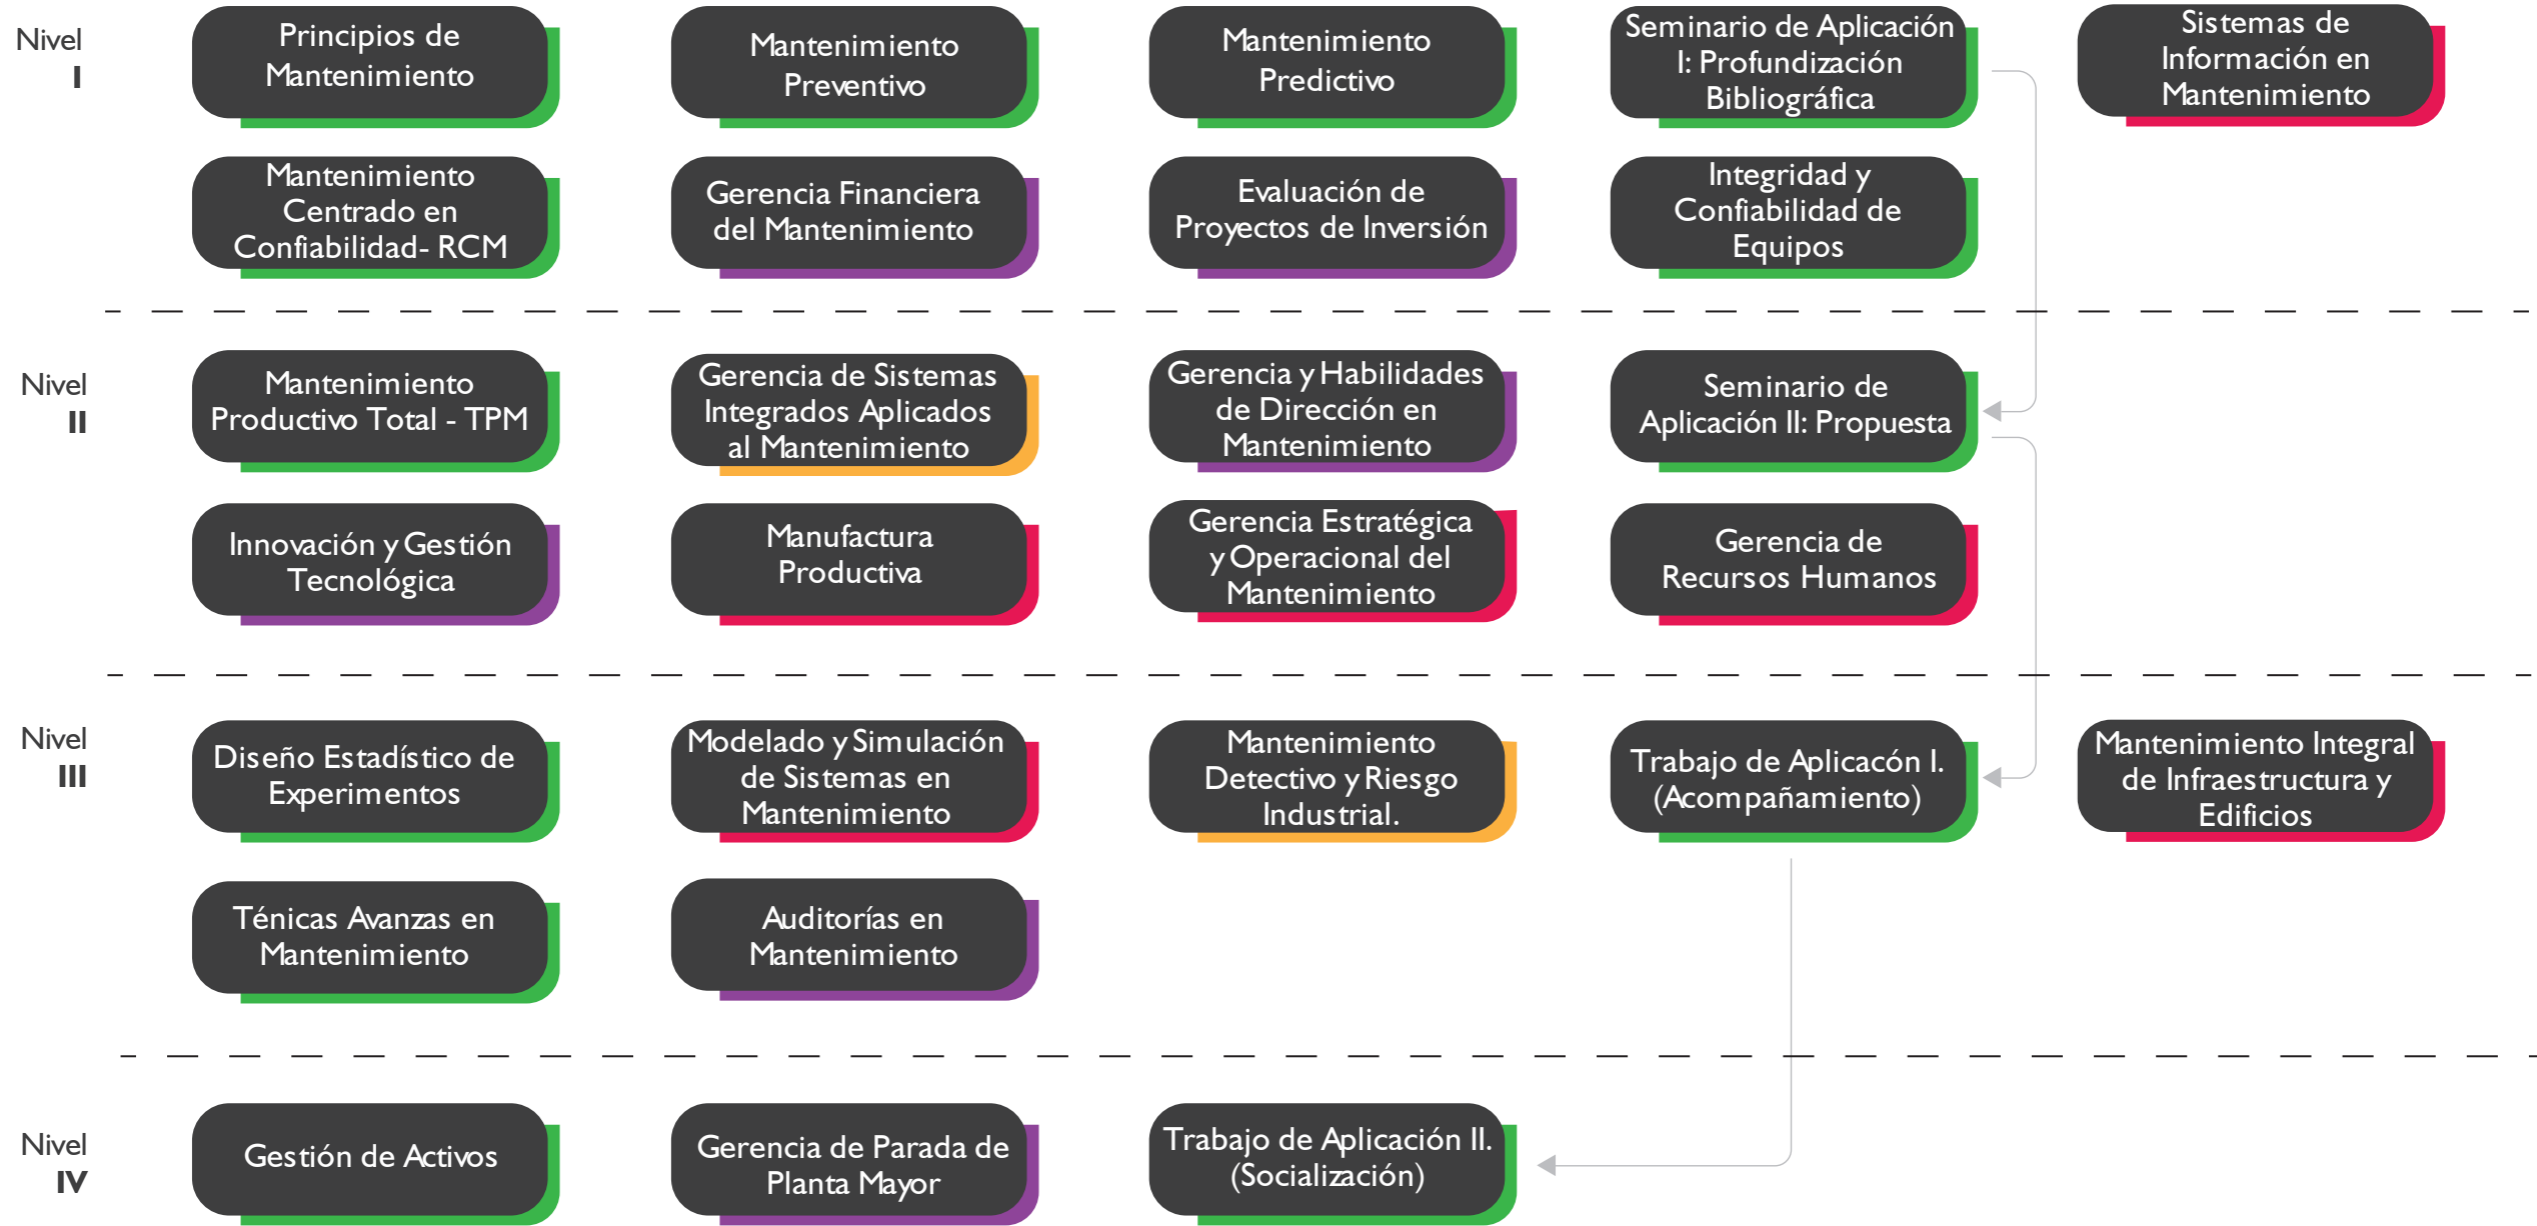 Nivel
I
Principios de
Mantenimiento
Mantenimiento
Preventivo
Mantenimiento
Predictivo
Seminario de Aplicación
I: Profundización
Bibliográfica
Sistemas de
Información en
Mantenimiento
Mantenimiento
Centrado en
Confiabilidad- RCM
Gerencia Financiera
del Mantenimiento
Evaluación de
Proyectos de Inversión
Integridad y
Confiabilidad de
Equipos
Nivel
II
Mantenimiento
Productivo Total - TPM
Gerencia de Sistemas
Integrados Aplicados
al Mantenimiento
Gerencia y Habilidades
de Dirección en
Mantenimiento
Seminario de
Aplicación II: Propuesta
Innovación y Gestión
Tecnológica
Manufactura
Productiva
Gerencia Estratégica
y Operacional del
Mantenimiento
Gerencia de
Recursos Humanos
Nivel
III
Diseño Estadístico de
Experimentos
Modelado y Simulación
de Sistemas en
Mantenimiento
Mantenimiento
Detectivo y Riesgo
Industrial.
Trabajo de Aplicacón I.
(Acompañamiento)
Mantenimiento Integral
de Infraestructura y
Edificios
Ténicas Avanzas en
Mantenimiento
Auditorías en
Mantenimiento
Nivel
IV
Gestión de Activos
Gerencia de Parada de
Planta Mayor
Trabajo de Aplicación II.
(Socialización)